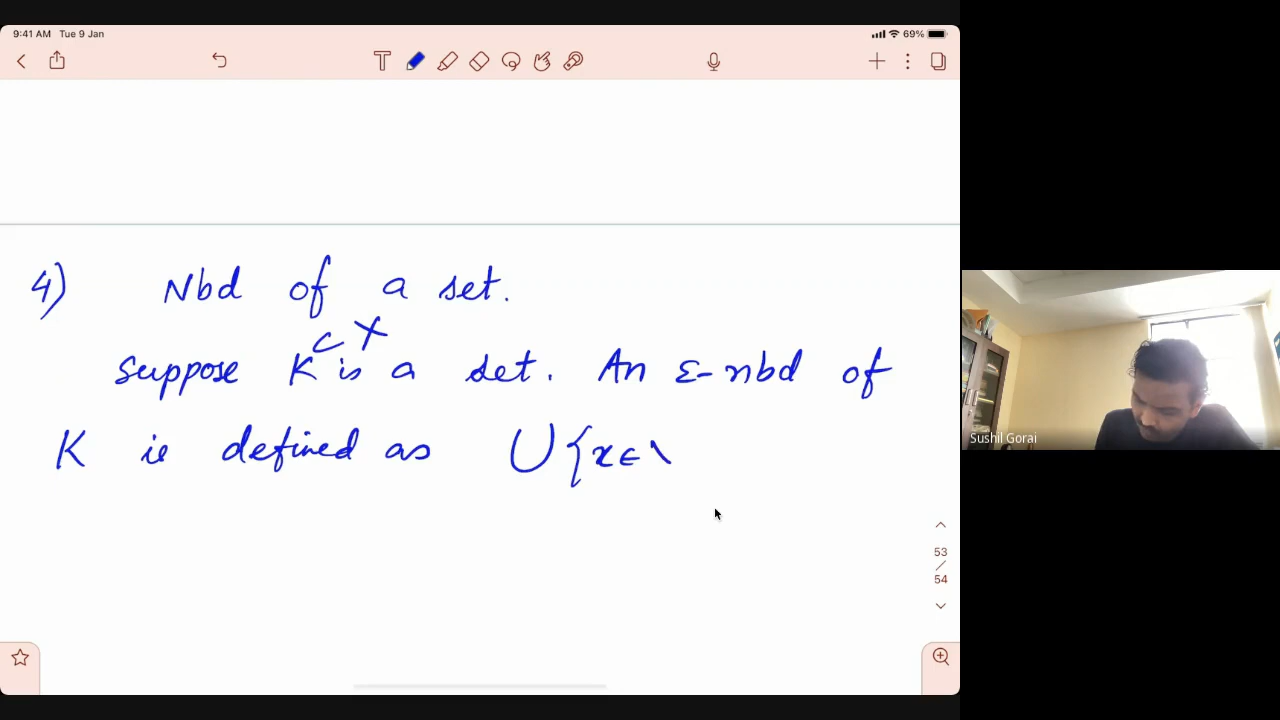 9:41 AM Tue 9 Jan
69%
4) Nbd of a set.
Suppose K ⊂ X is a set. An ε-nbd of
K is defined as ∪{x ∈
Sushil Gorai
53
/
54